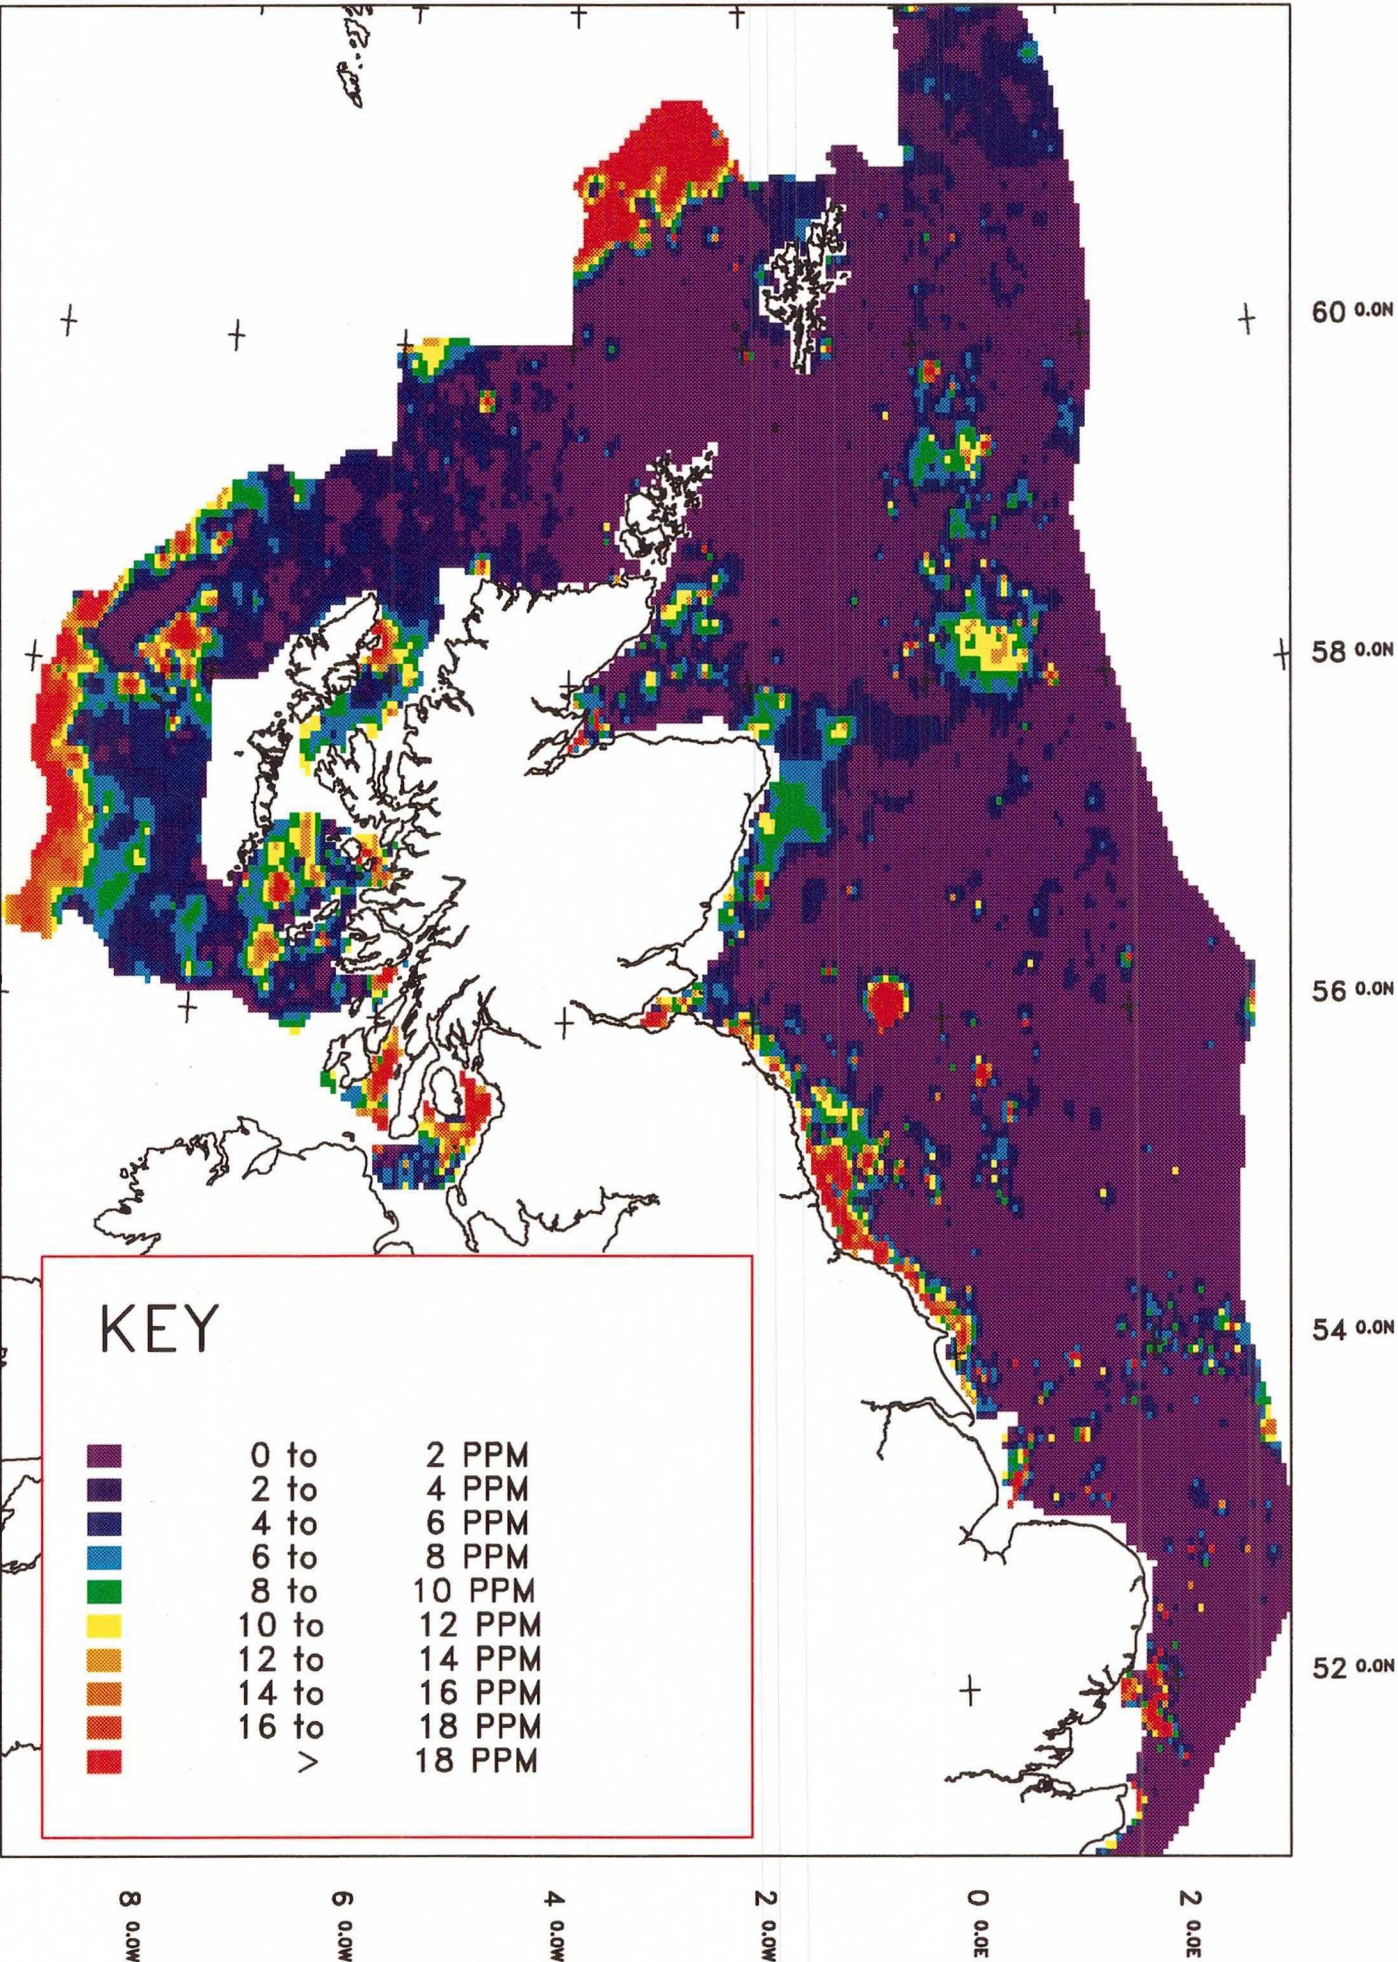 60 0.0N
58 0.0N
56 0.0N
54 0.0N
52 0.0N
KEY
0 to 2 PPM
2 to 4 PPM
4 to 6 PPM
6 to 8 PPM
8 to 10 PPM
10 to 12 PPM
12 to 14 PPM
14 to 16 PPM
16 to 18 PPM
> 18 PPM
8 0.0W
6 0.0W
4 0.0W
2 0.0W
0 0.0E
2 0.0E